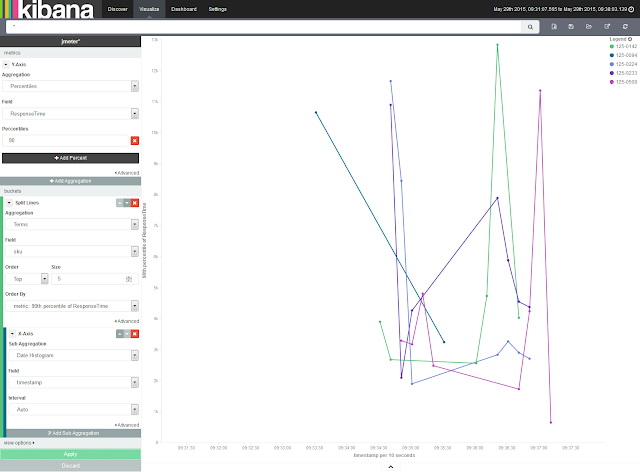 kibana
Discover
Visualize
Dashboard
Settings
May 29th 2015, 09:31:07.565 to May 29th 2015, 09:38:03.139
*
jmeter*
metrics
Y-Axis
Aggregation
Percentiles
Field
ResponseTime
Percentiles
90
Add Percent
Advanced
Add Aggregation
buckets
Split Lines
Aggregation
Terms
Field
sku
Order
Size
Top
5
Order By
metric: 90th percentile of ResponseTime
Advanced
X-Axis
Sub Aggregation
Date Histogram
Field
timestamp
Interval
Auto
Advanced
Add Sub Aggregation
view options
Apply
Discard
90th percentile of ResponseTime
13k
12k
11k
10k
9k
8k
7k
6k
5k
4k
3k
2k
1k
0
09:31:30
09:32:00
09:32:30
09:33:00
09:33:30
09:34:00
09:34:30
09:35:00
09:35:30
09:36:00
09:36:30
09:37:00
09:37:30
timestamp per 10 seconds
Legend
125-0142
125-0094
125-0224
125-0233
125-0508